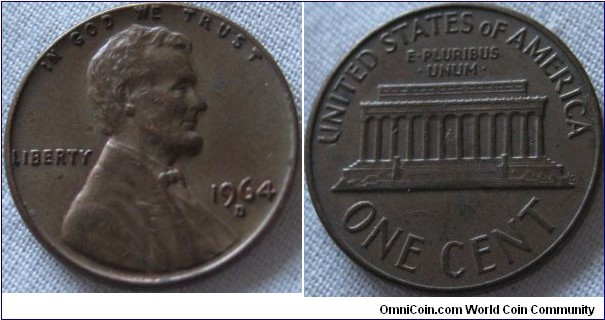 IN GOD WE TRUST
LIBERTY
1964
D
UNITED STATES OF AMERICA
E·PLURIBUS
·UNUM·
ONE CENT
OmniCoin.com World Coin Community